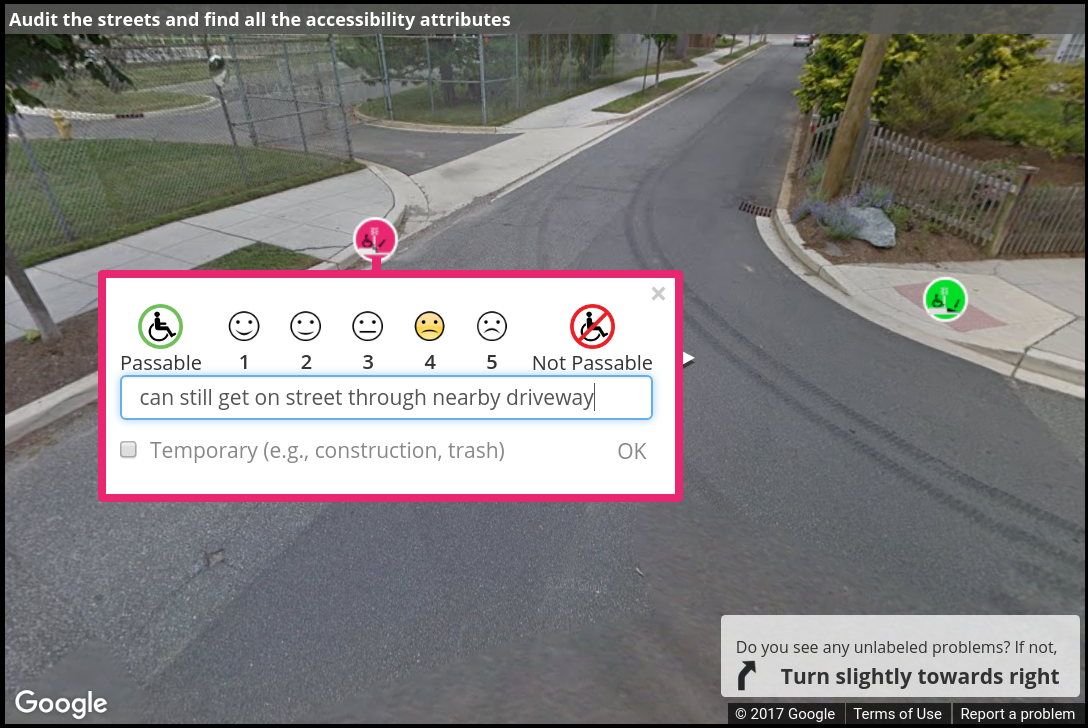 Audit the streets and find all the accessibility attributes
×
Passable 1 2 3 4 5 Not Passable
can still get on street through nearby driveway
Temporary (e.g., construction, trash) OK
Do you see any unlabeled problems? If not,
Turn slightly towards right
Google
© 2017 Google Terms of Use Report a problem